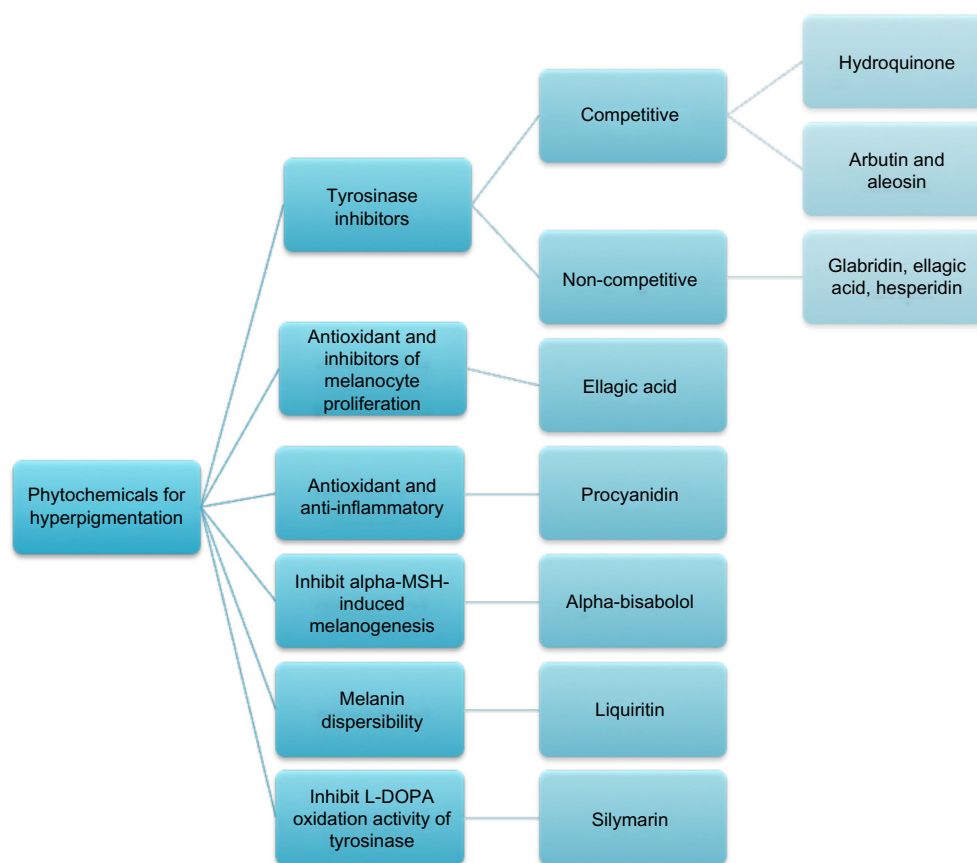 Phytochemicals for
hyperpigmentation
Tyrosinase
inhibitors
Competitive
Hydroquinone
Arbutin and
aleosin
Non-competitive
Glabridin, ellagic
acid, hesperidin
Antioxidant and
inhibitors of
melanocyte
proliferation
Ellagic acid
Antioxidant and
anti-inflammatory
Procyanidin
Inhibit alpha-MSH-
induced
melanogenesis
Alpha-bisabolol
Melanin
dispersibility
Liquiritin
Inhibit L-DOPA
oxidation activity of
tyrosinase
Silymarin